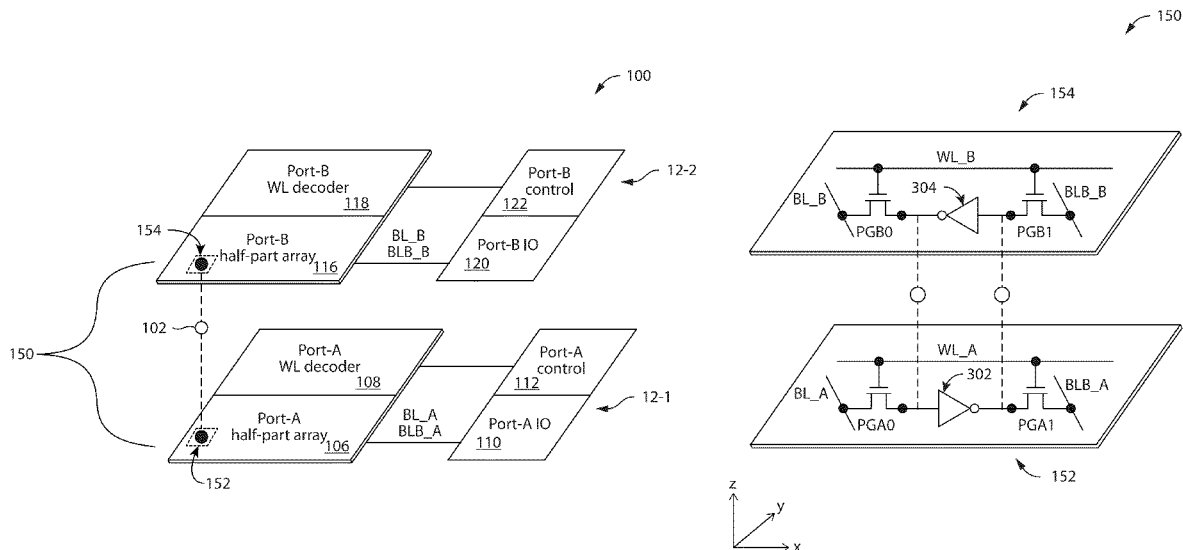 100
Port-B
WL decoder
118
Port-B
control
122
12-2
154
Port-B
half-part array
116
BL_B
BLB_B
Port-B IO
120
150
102
Port-A
WL decoder
108
Port-A
control
112
12-1
Port-A
half-part array
106
BL_A
BLB_A
Port-A IO
110
152
150
154
WL_B
304
BL_B
BLB_B
PGB0
PGB1
WL_A
302
BL_A
BLB_A
PGA0
PGA1
152
z
y
x